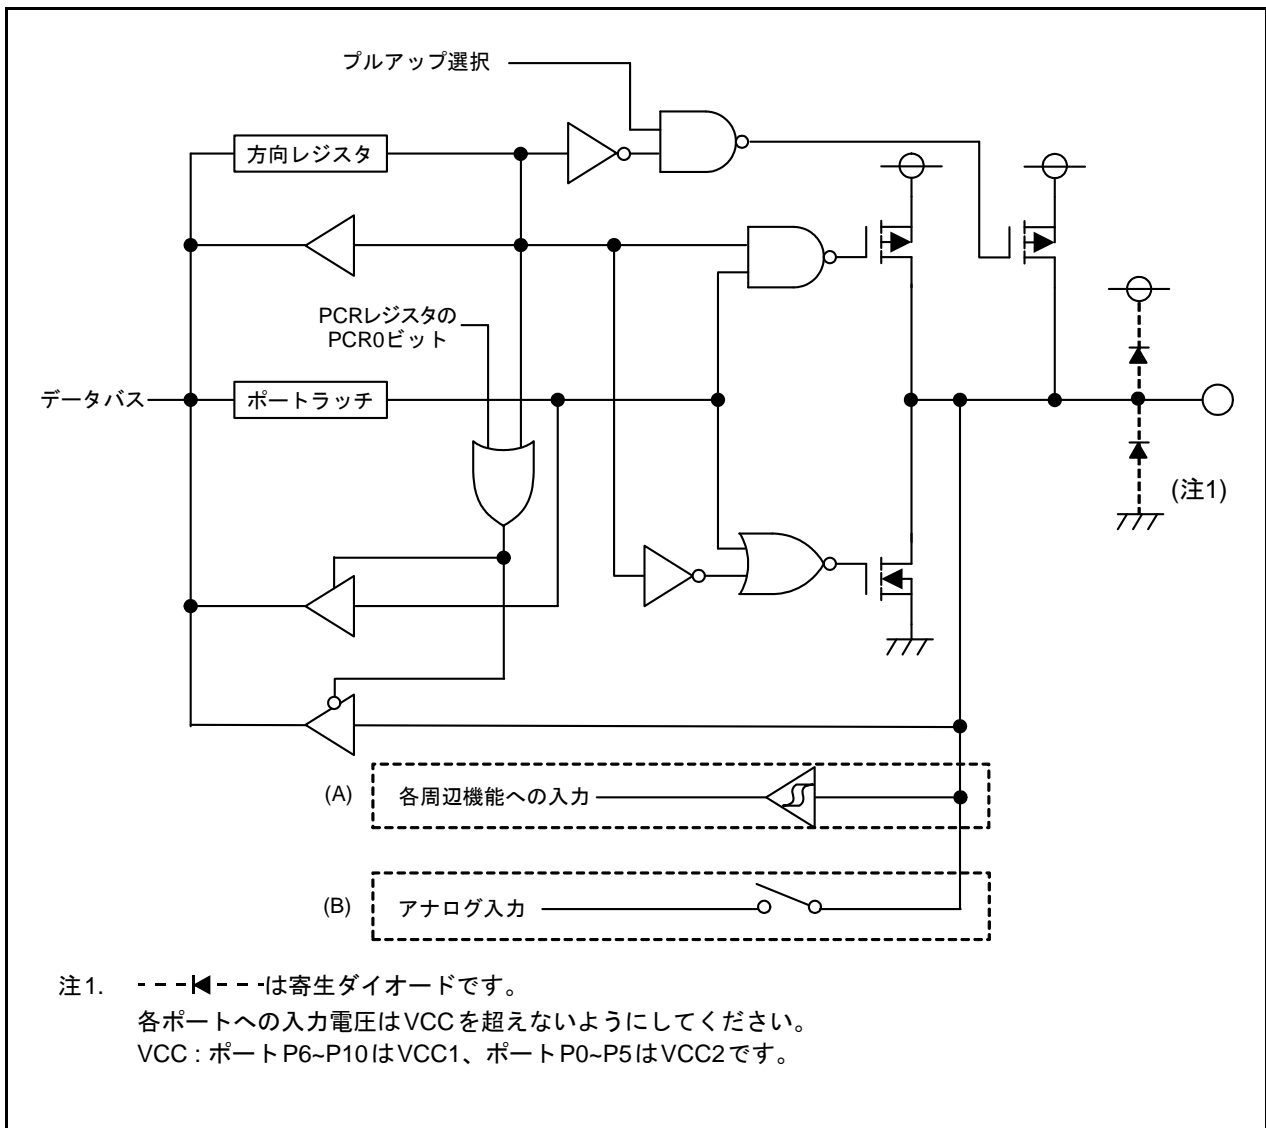 プルアップ選択
方向レジスタ
PCRレジスタの
PCR0ビット
データバス
ポートラッチ
(注1)
(A)
各周辺機能への入力
(B)
アナログ入力
注1. は寄生ダイオードです。
各ポートへの入力電圧はVCCを超えないようにしてください。
VCC : ポートP6~P10はVCC1、ポートP0~P5はVCC2です。